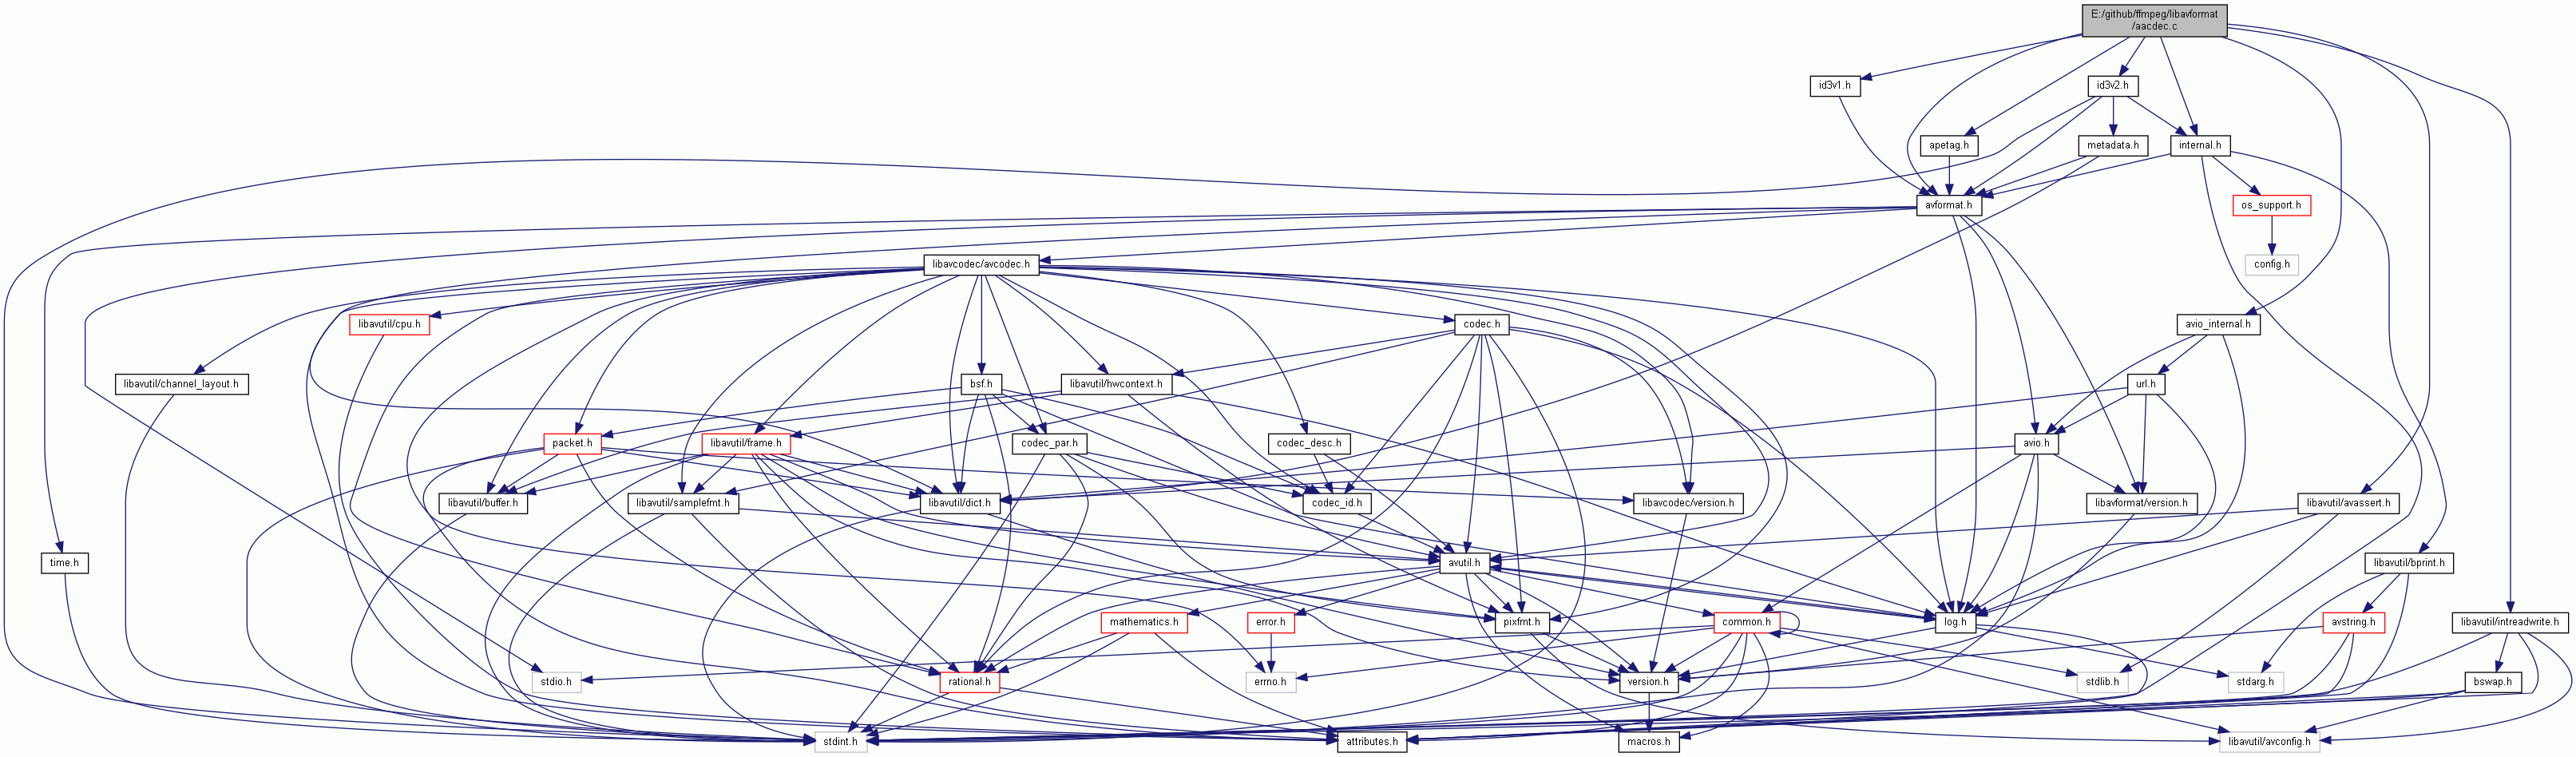 E:/github/ffmpeg/libavformat
/aacdec.c
id3v1.h
id3v2.h
apetag.h
metadata.h
internal.h
avformat.h
os_support.h
libavcodec/avcodec.h
config.h
libavutil/cpu.h
codec.h
avio_internal.h
libavutil/channel_layout.h
bsf.h
libavutil/hwcontext.h
url.h
packet.h
libavutil/frame.h
codec_par.h
codec_desc.h
avio.h
libavutil/buffer.h
libavutil/samplefmt.h
libavutil/dict.h
libavcodec/version.h
codec_id.h
libavformat/version.h
libavutil/avassert.h
time.h
avutil.h
libavutil/bprint.h
mathematics.h
error.h
common.h
pixfmt.h
log.h
avstring.h
libavutil/intreadwrite.h
stdio.h
rational.h
errno.h
version.h
stdlib.h
stdarg.h
bswap.h
stdint.h
attributes.h
macros.h
libavutil/avconfig.h